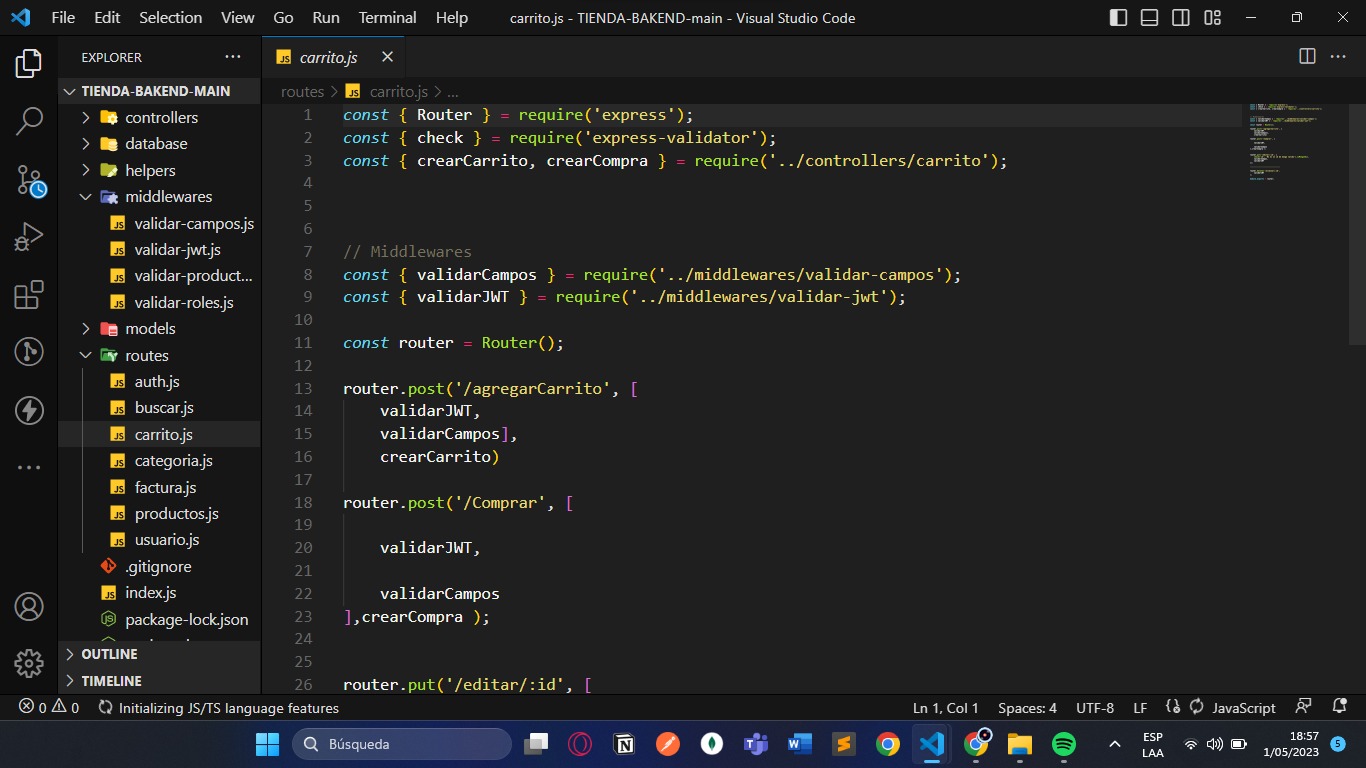 File Edit Selection View Go Run Terminal Help carrito.js - TIENDA-BAKEND-main - Visual Studio Code
EXPLORER
TIENDA-BAKEND-MAIN
controllers
database
helpers
middlewares
validar-campos.js
validar-jwt.js
validar-product...
validar-roles.js
models
routes
auth.js
buscar.js
carrito.js
categoria.js
factura.js
productos.js
usuario.js
.gitignore
index.js
package-lock.json
OUTLINE
TIMELINE
carrito.js
routes > carrito.js > ...
1 const { Router } = require('express');
2 const { check } = require('express-validator');
3 const { crearCarrito, crearCompra } = require('../controllers/carrito');
4
5
6
7 // Middlewares
8 const { validarCampos } = require('../middlewares/validar-campos');
9 const { validarJWT } = require('../middlewares/validar-jwt');
10
11 const router = Router();
12
13 router.post('/agregarCarrito', [
14 validarJWT,
15 validarCampos],
16 crearCarrito)
17
18 router.post('/Comprar', [
19
20 validarJWT,
21
22 validarCampos
23 ],crearCompra );
24
25
26 router.put('/editar/:id', [
0 0 Initializing JS/TS language features Ln 1, Col 1 Spaces: 4 UTF-8 LF JavaScript
Búsqueda
ESP
LAA
18:57
1/05/2023
5